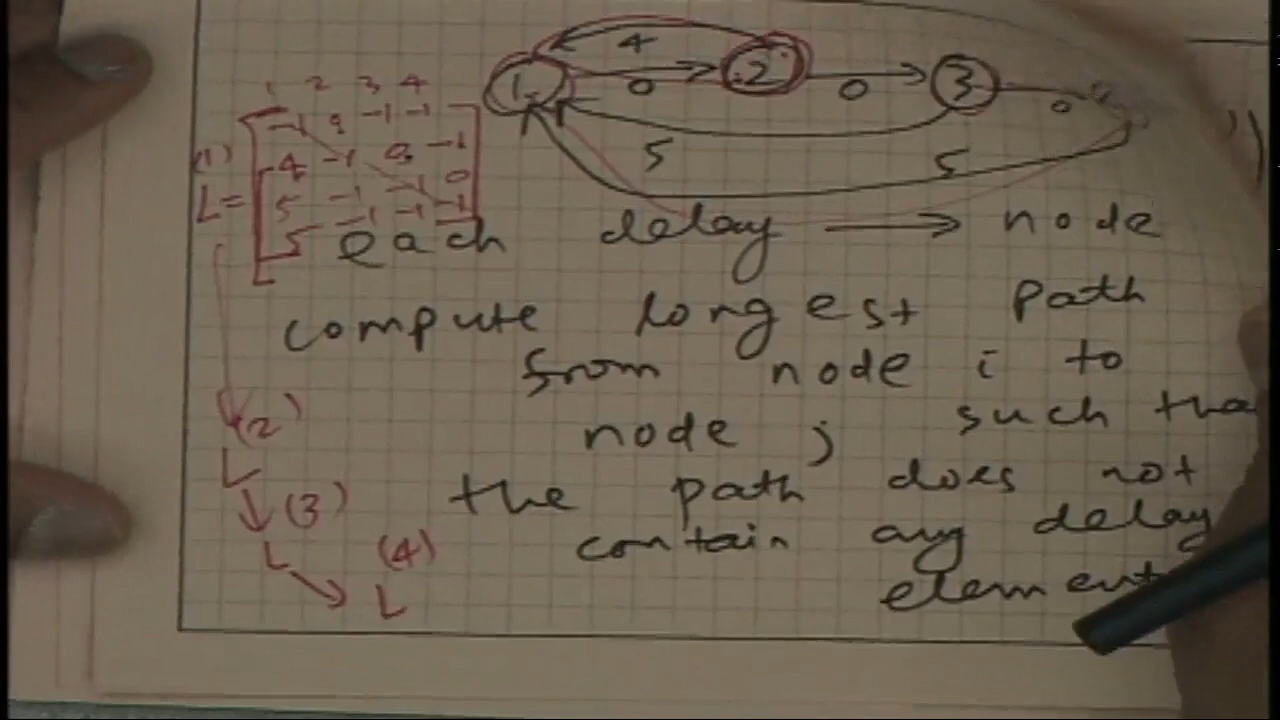 4
1 2 3
0 0 0
5 5
1 2 3 4
(1)
L =
-1 0 -1 -1
4 -1 0 -1
5 -1 -1 0
5 -1 -1 -1
each delay → node
compute longest path
from node i to
node j such tha
the path does not
contain any delay
element
(2)
L
(3)
L
(4)
L